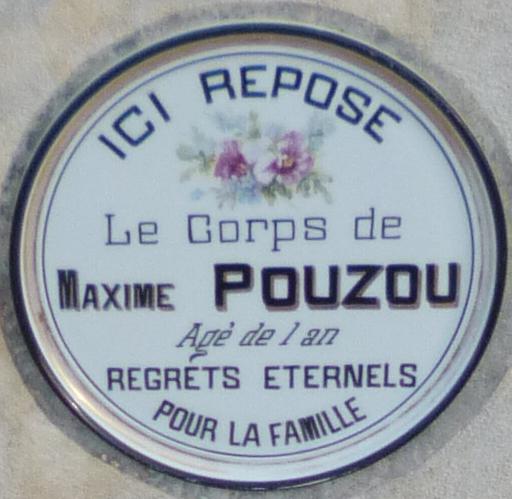 ICI REPOSE
Le Corps de
MAXIME POUZOU
Agé de 1 an
REGRETS ETERNELS
POUR LA FAMILLE